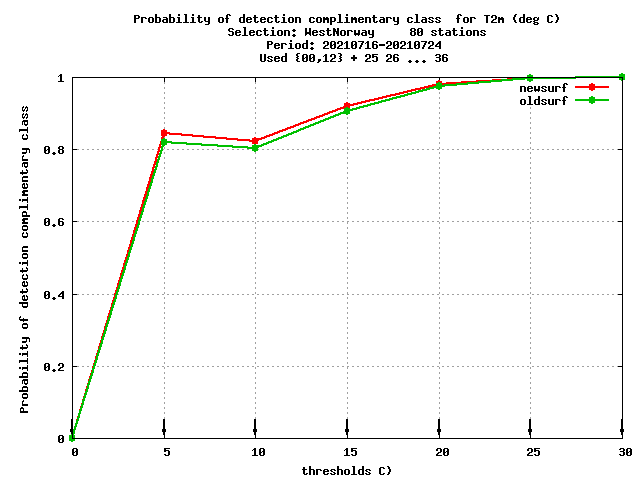 Probability of detection complimentary class  for T2m (deg C)
Selection: WestNorway     80 stations
Period: 20210716-20210724
Used {00,12} + 25 26 ... 36
newsurf
oldsurf
Probability of detection complimentary class
1
0.8
0.6
0.4
0.2
0
0 5 10 15 20 25 30
thresholds C)